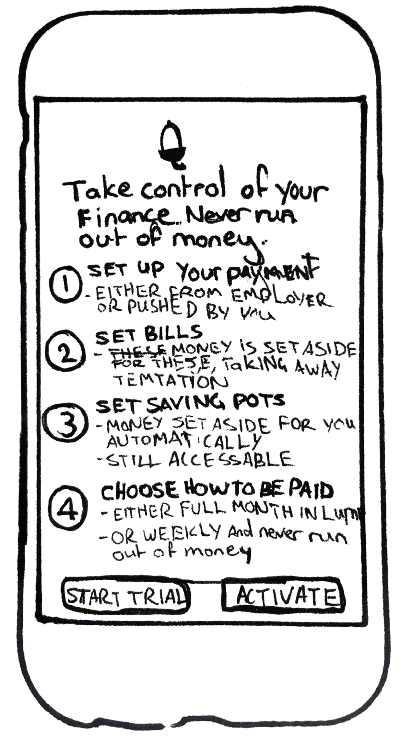 Take control of your
Finance. Never run
out of money.
1 SET UP Your PAYMENT
- EITHER FROM EMPLOYER
OR PUSHED BY YOU
2 SET BILLS
- MONEY IS SET ASIDE
FOR THESE, TAKING AWAY
TEMTATION
3 SET SAVING POTS
- MONEY SET ASIDE FOR YOU
AUTOMATICALLY
- STILL ACCESSABLE
4 CHOOSE HOW TO BE PAID
- EITHER FULL MONTH IN LUMP
- OR WEEKLY And never run
out of money
START TRIAL
ACTIVATE